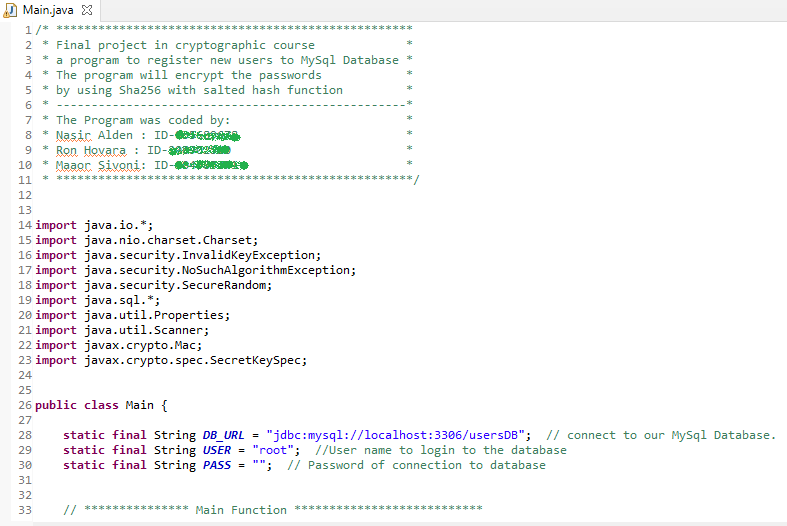 Main.java
1 /* ***************************************************
2  * Final project in cryptographic course             *
3  * a program to register new users to MySql Database *
4  * The program will encrypt the passwords            *
5  * by using Sha256 with salted hash function         *
6  * --------------------------------------------------*
7  * The Program was coded by:                         *
8  * Nasir Alden : ID-                                 *
9  * Ron Hovara : ID-                                  *
10  * Maaor Sivoni: ID-                                 *
11  * ***************************************************/
12
13
14 import java.io.*;
15 import java.nio.charset.Charset;
16 import java.security.InvalidKeyException;
17 import java.security.NoSuchAlgorithmException;
18 import java.security.SecureRandom;
19 import java.sql.*;
20 import java.util.Properties;
21 import java.util.Scanner;
22 import javax.crypto.Mac;
23 import javax.crypto.spec.SecretKeySpec;
24
25
26 public class Main {
27
28     static final String DB_URL = "jdbc:mysql://localhost:3306/usersDB";  // connect to our MySql Database.
29     static final String USER = "root";  //User name to login to the database
30     static final String PASS = "";  // Password of connection to database
31
32
33     // *************** Main Function ***************************